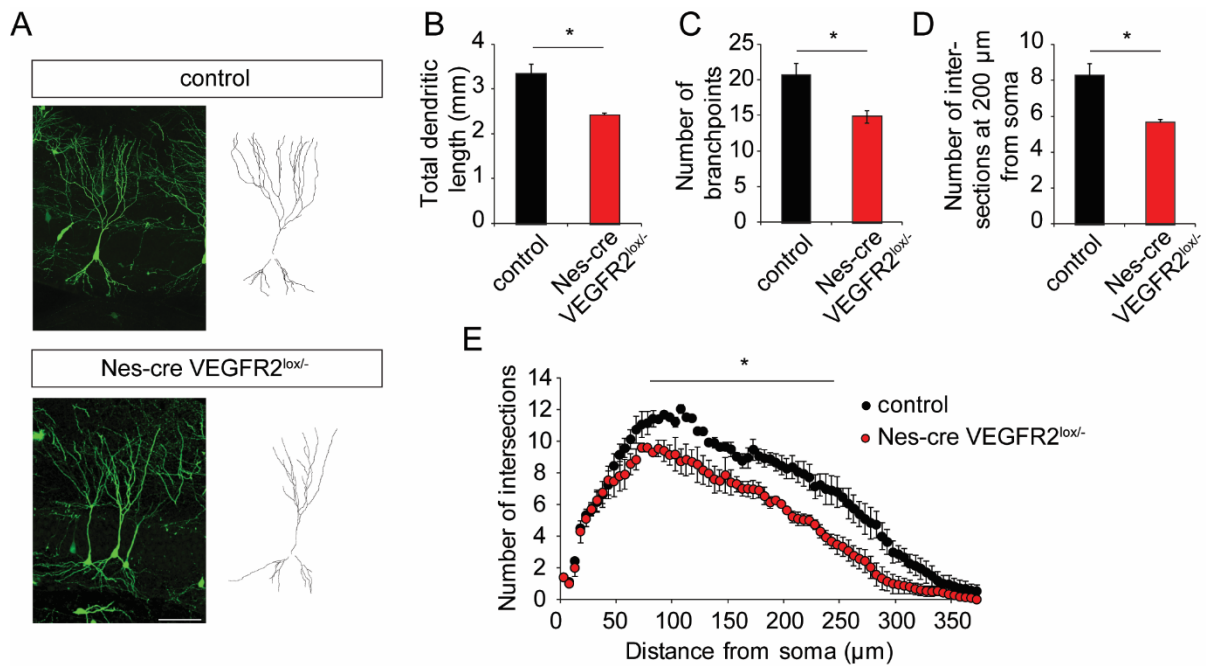 A
control
Nes-cre VEGFR2lox/-
B
Total dendritic
length (mm)
4
3
2
1
0
*
control
Nes-cre
VEGFR2lox/-
C
Number of
branchpoints
25
20
15
10
5
0
*
control
Nes-cre
VEGFR2lox/-
D
Number of inter-
sections at 200 µm
from soma
10
8
6
4
2
0
*
control
Nes-cre
VEGFR2lox/-
E
Number of intersections
14
12
10
8
6
4
2
0
*
control
Nes-cre VEGFR2lox/-
0 50 100 150 200 250 300 350
Distance from soma (µm)